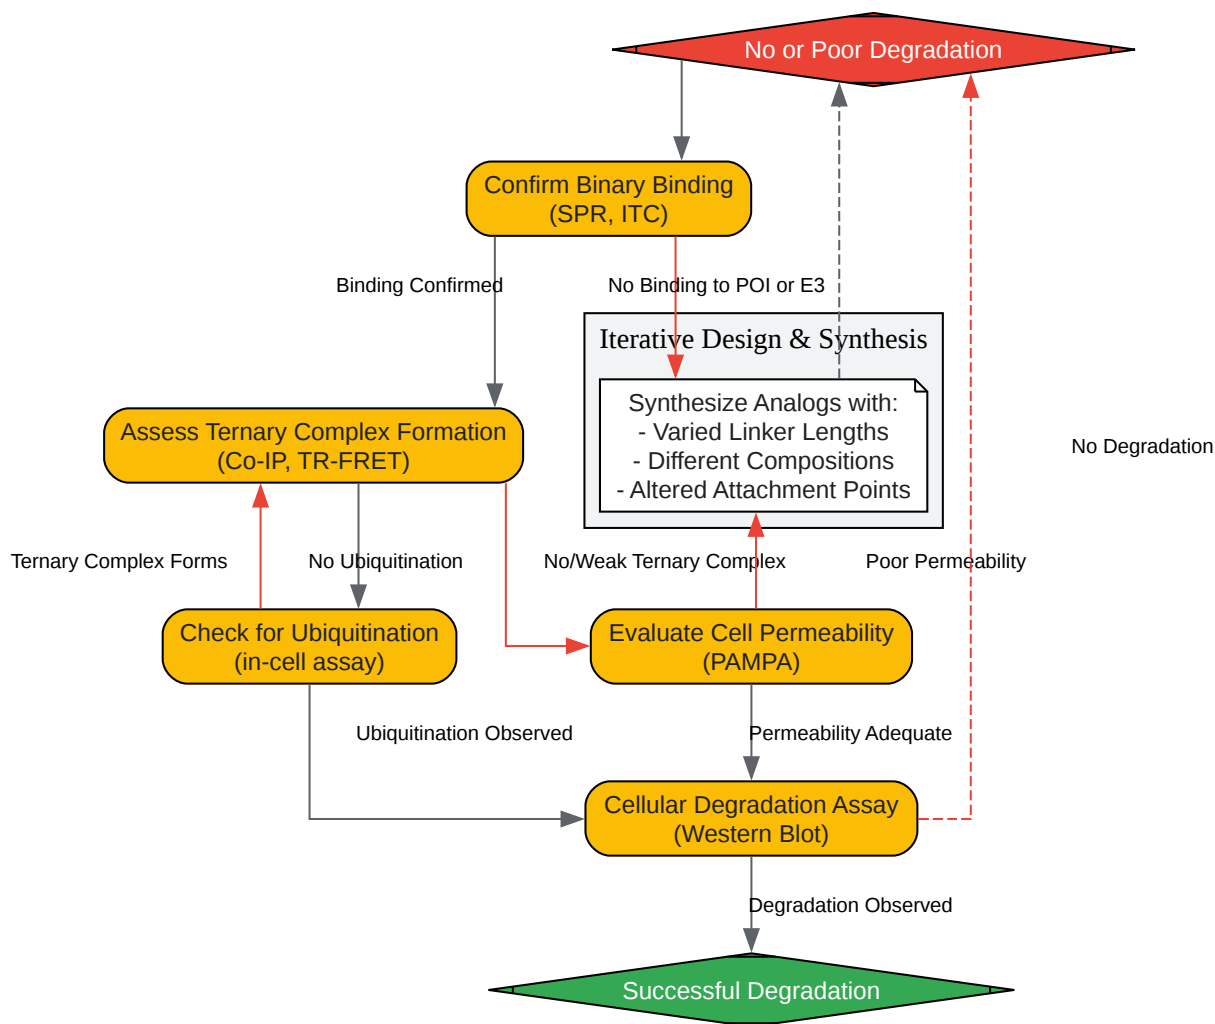 No or Poor Degradation
Confirm Binary Binding
(SPR, ITC)
Binding Confirmed
No Binding to POI or E3
Iterative Design & Synthesis
Synthesize Analogs with:
- Varied Linker Lengths
- Different Compositions
- Altered Attachment Points
Assess Ternary Complex Formation
(Co-IP, TR-FRET)
No Degradation
Ternary Complex Forms
No Ubiquitination
No/Weak Ternary Complex
Poor Permeability
Check for Ubiquitination
(in-cell assay)
Evaluate Cell Permeability
(PAMPA)
Ubiquitination Observed
Permeability Adequate
Cellular Degradation Assay
(Western Blot)
Degradation Observed
Successful Degradation